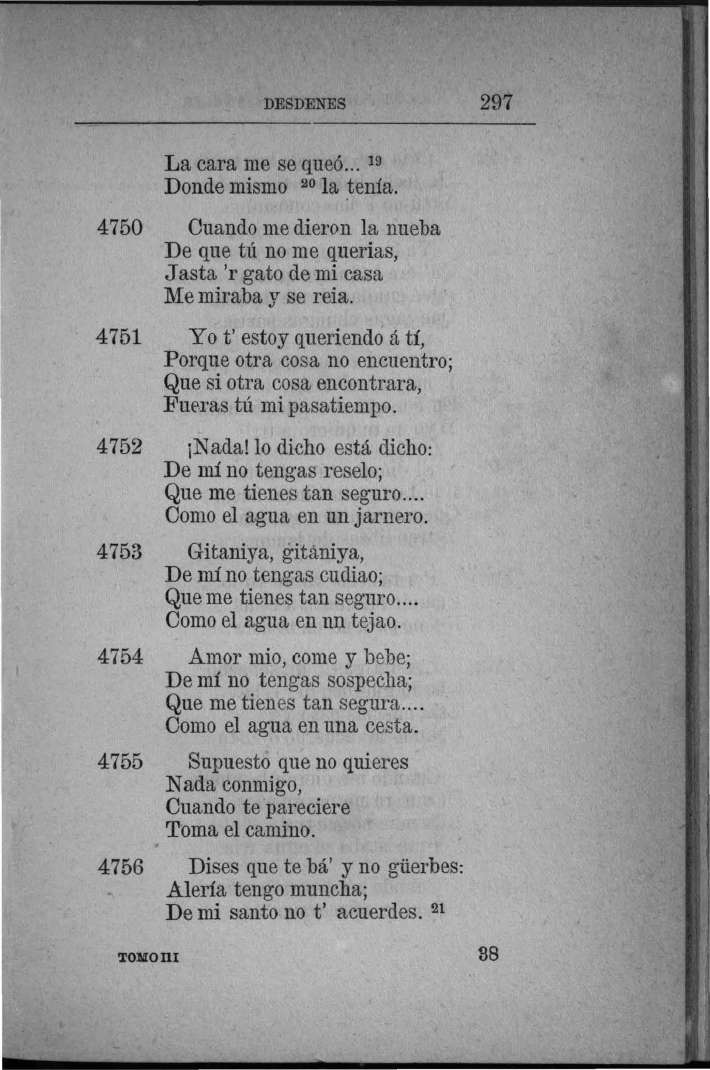 DESDENES 297
La cara me se queó... 19
Donde mismo 20 la tenía.
4750 Cuando me dieron la nueba
De que tú no me querias,
Jasta 'r gato de mi casa
Me miraba y se reia.
4751 Yo t' estoy queriendo á tí,
Porque otra cosa no encuentro;
Que si otra cosa encontrara,
Fueras tú mi pasatiempo.
4752 ¡Nada! lo dicho está dicho:
De mí no tengas reselo;
Que me tienes tan seguro....
Como el agua en un jarnero.
4753 Gitaniya, gitániya,
De mí no tengas cudiao;
Que me tienes tan seguro....
Como el agua en nn tejao.
4754 Amor mio, come y bebe;
De mí no tengas sospecha;
Que me tienes tan segura....
Como el agua en una cesta.
4755 Supuesto que no quieres
Nada conmigo,
Cuando te pareciere
Toma el camino.
4756 Dises que te bá' y no güerbes:
Alería tengo muncha;
De mi santo no t' acuerdes. 21
TOMO III 38